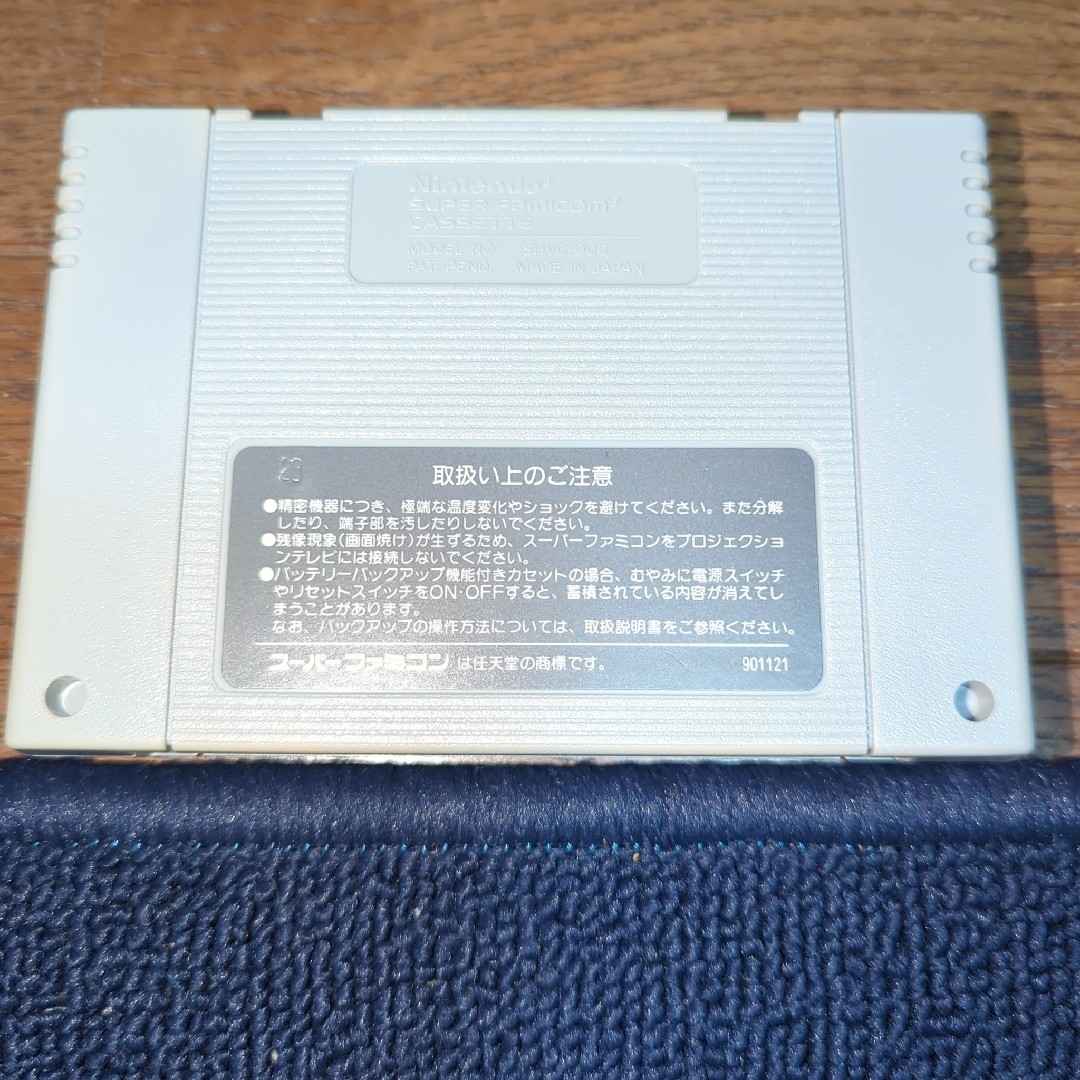 Nintendo®
SUPER Famicom®
CASSETTE
MODEL NO. SHVC-006
PAT. PEND. MADE IN JAPAN
23
取扱い上のご注意
●精密機器につき、極端な温度変化やショックを避けてください。また分解
したり、端子部を汚したりしないでください。
●残像現象(画面焼け)が生ずるため、スーパーファミコンをプロジェクショ
ンテレビには接続しないでください。
●バッテリーバックアップ機能付きカセットの場合、むやみに電源スイッチ
やリセットスイッチをON・OFFすると、蓄積されている内容が消えてし
まうことがあります。
なお、バックアップの操作方法については、取扱説明書をご参照ください。
スーパーファミコンは任天堂の商標です。 901121